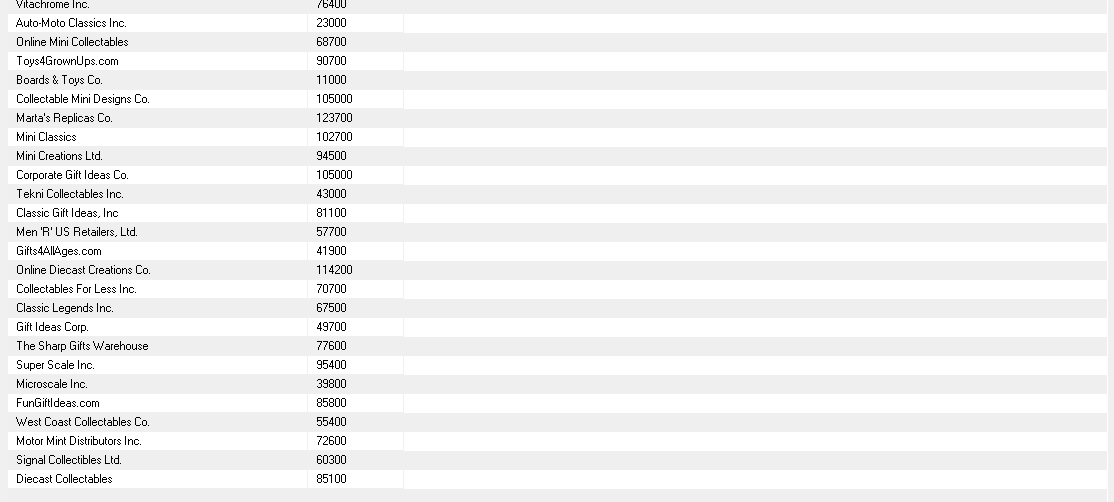 Vitachrome Inc. 76400
Auto-Moto Classics Inc. 23000
Online Mini Collectables 68700
Toys4GrownUps.com 90700
Boards & Toys Co. 11000
Collectable Mini Designs Co. 105000
Marta's Replicas Co. 123700
Mini Classics 102700
Mini Creations Ltd. 94500
Corporate Gift Ideas Co. 105000
Tekni Collectables Inc. 43000
Classic Gift Ideas, Inc 81100
Men 'R' US Retailers, Ltd. 57700
Gifts4AllAges.com 41900
Online Diecast Creations Co. 114200
Collectables For Less Inc. 70700
Classic Legends Inc. 67500
Gift Ideas Corp. 49700
The Sharp Gifts Warehouse 77600
Super Scale Inc. 95400
Microscale Inc. 39800
FunGiftIdeas.com 85800
West Coast Collectables Co. 55400
Motor Mint Distributors Inc. 72600
Signal Collectibles Ltd. 60300
Diecast Collectables 85100